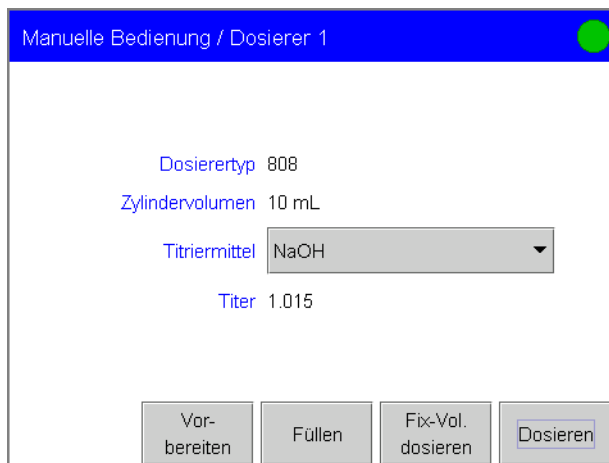 Manuelle Bedienung / Dosierer 1
Dosierertyp 808
Zylindervolumen 10 mL
Titriermittel NaOH
Titer 1.015
Vor-
bereiten
Füllen
Fix-Vol.
dosieren
Dosieren